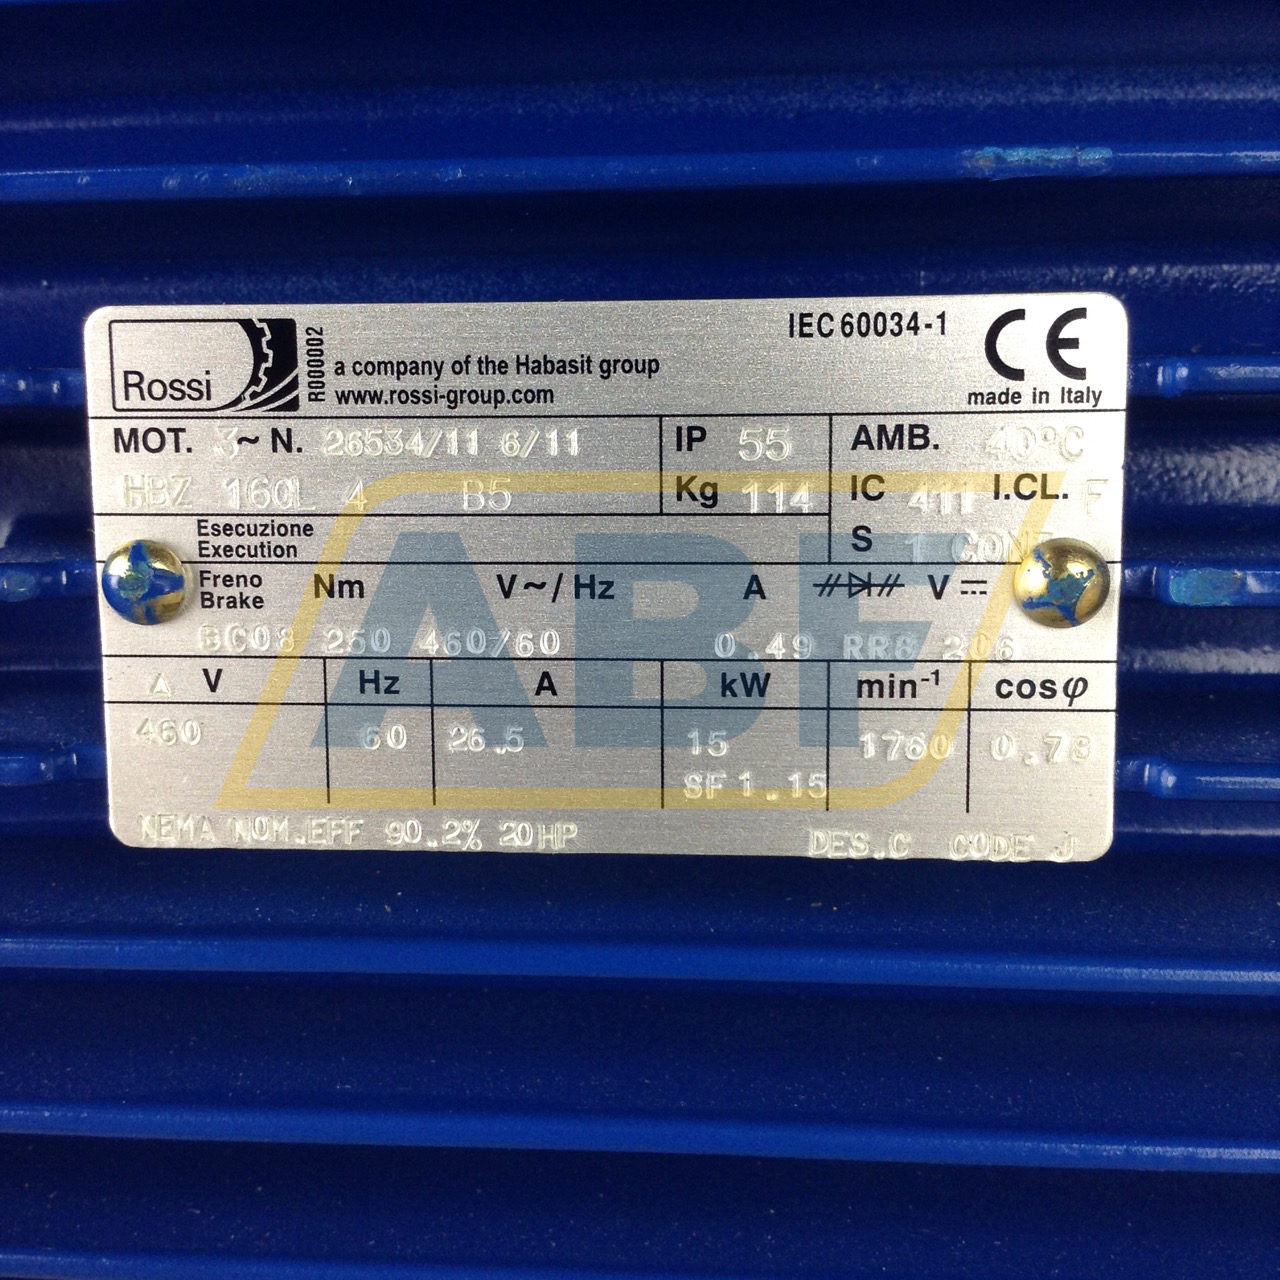 Rossi
R000002
a company of the Habasit group
www.rossi-group.com
IEC 60034-1
CE
made in Italy
MOT. 3~ N. 26534/11 6/11
IP 55
AMB. 40°C
HBZ 160L 4 B5
Kg 114
IC 411 I.CL. F
S 1 CONT
Esecuzione
Execution
Freno
Brake
Nm V~/Hz A V
BC08 250 460/60 0.49 RR8 206
Δ V Hz A kW min-1 cosφ
460 60 26.5 15 1760 0.78
SF 1.15
NEMA NOM.EFF 90.2% 20HP DES.C CODE J
ABF